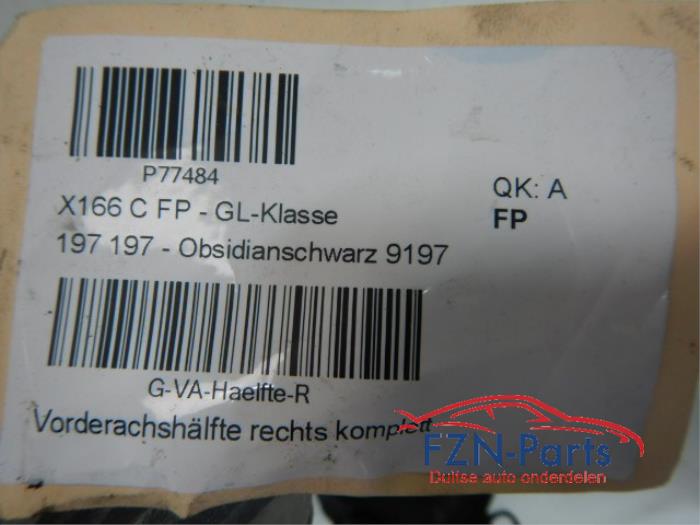 P77484
X166 C FP - GL-Klasse
QK: A
FP
197 197 - Obsidianschwarz 9197
G-VA-Haelfte-R
Vorderachshälfte rechts komplett
FZN-Parts
Duitse auto onderdelen